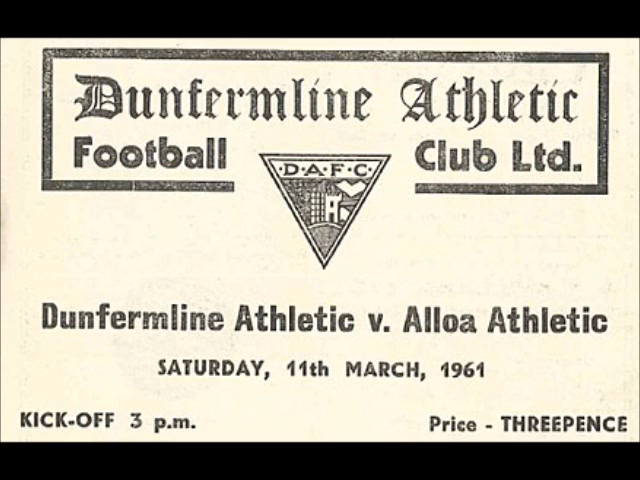 Dunfermline Athletic
Football Club Ltd.
D·A·F·C
Dunfermline Athletic v. Alloa Athletic
SATURDAY, 11th MARCH, 1961
KICK-OFF 3 p.m.
Price - THREEPENCE